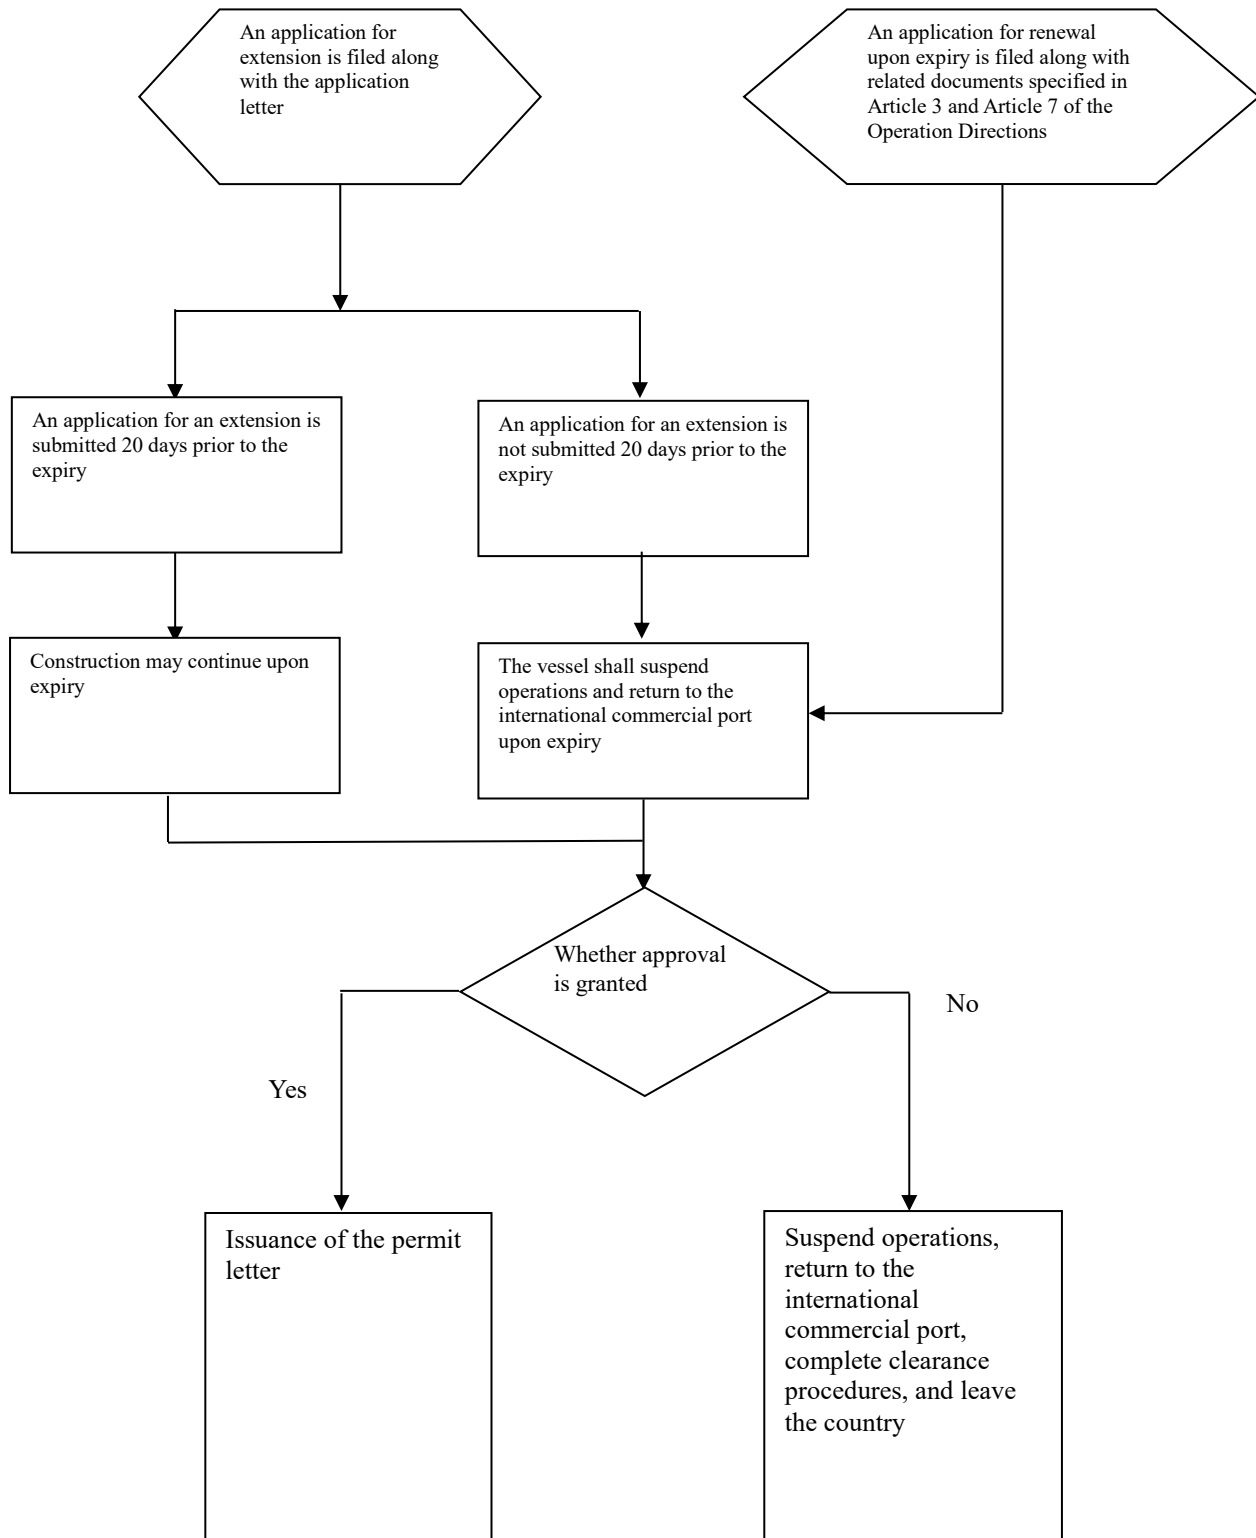 An application for
extension is filed along
with the application
letter
An application for renewal
upon expiry is filed along with
related documents specified in
Article 3 and Article 7 of the
Operation Directions
An application for an extension is
submitted 20 days prior to the
expiry
An application for an extension is
not submitted 20 days prior to the
expiry
Construction may continue upon
expiry
The vessel shall suspend
operations and return to the
international commercial port
upon expiry
Whether approval
is granted
No
Yes
Issuance of the permit
letter
Suspend operations,
return to the
international
commercial port,
complete clearance
procedures, and leave
the country